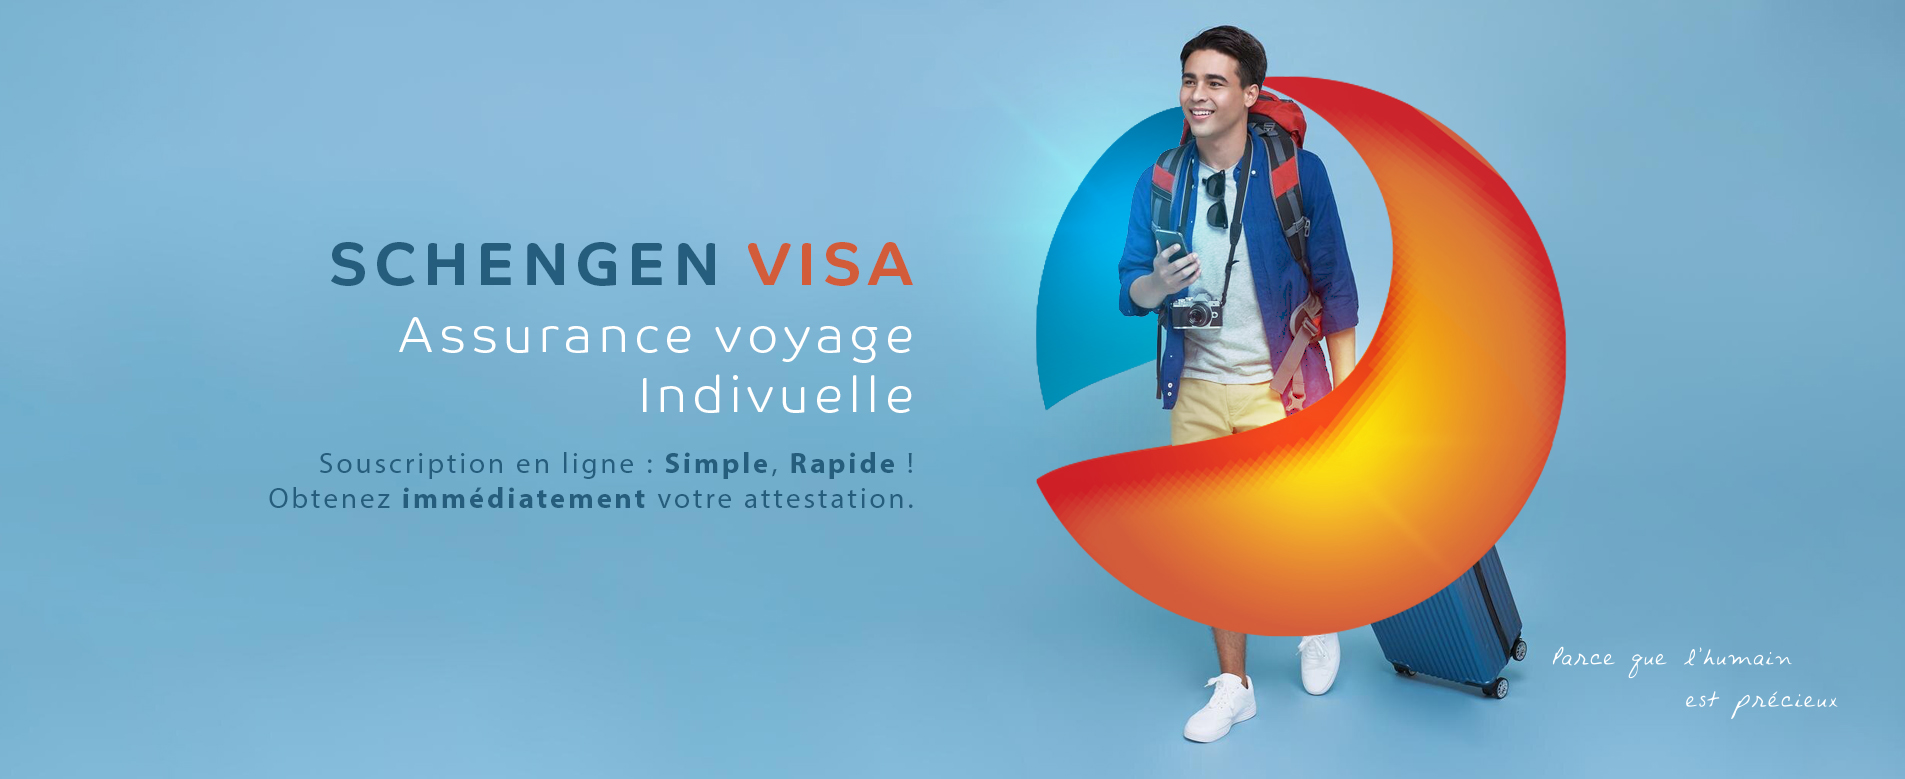 SCHENGEN VISA
Assurance voyage
Indivuelle
Souscription en ligne : Simple, Rapide !
Obtenez immédiatement votre attestation.
Parce que l'humain
est précieux